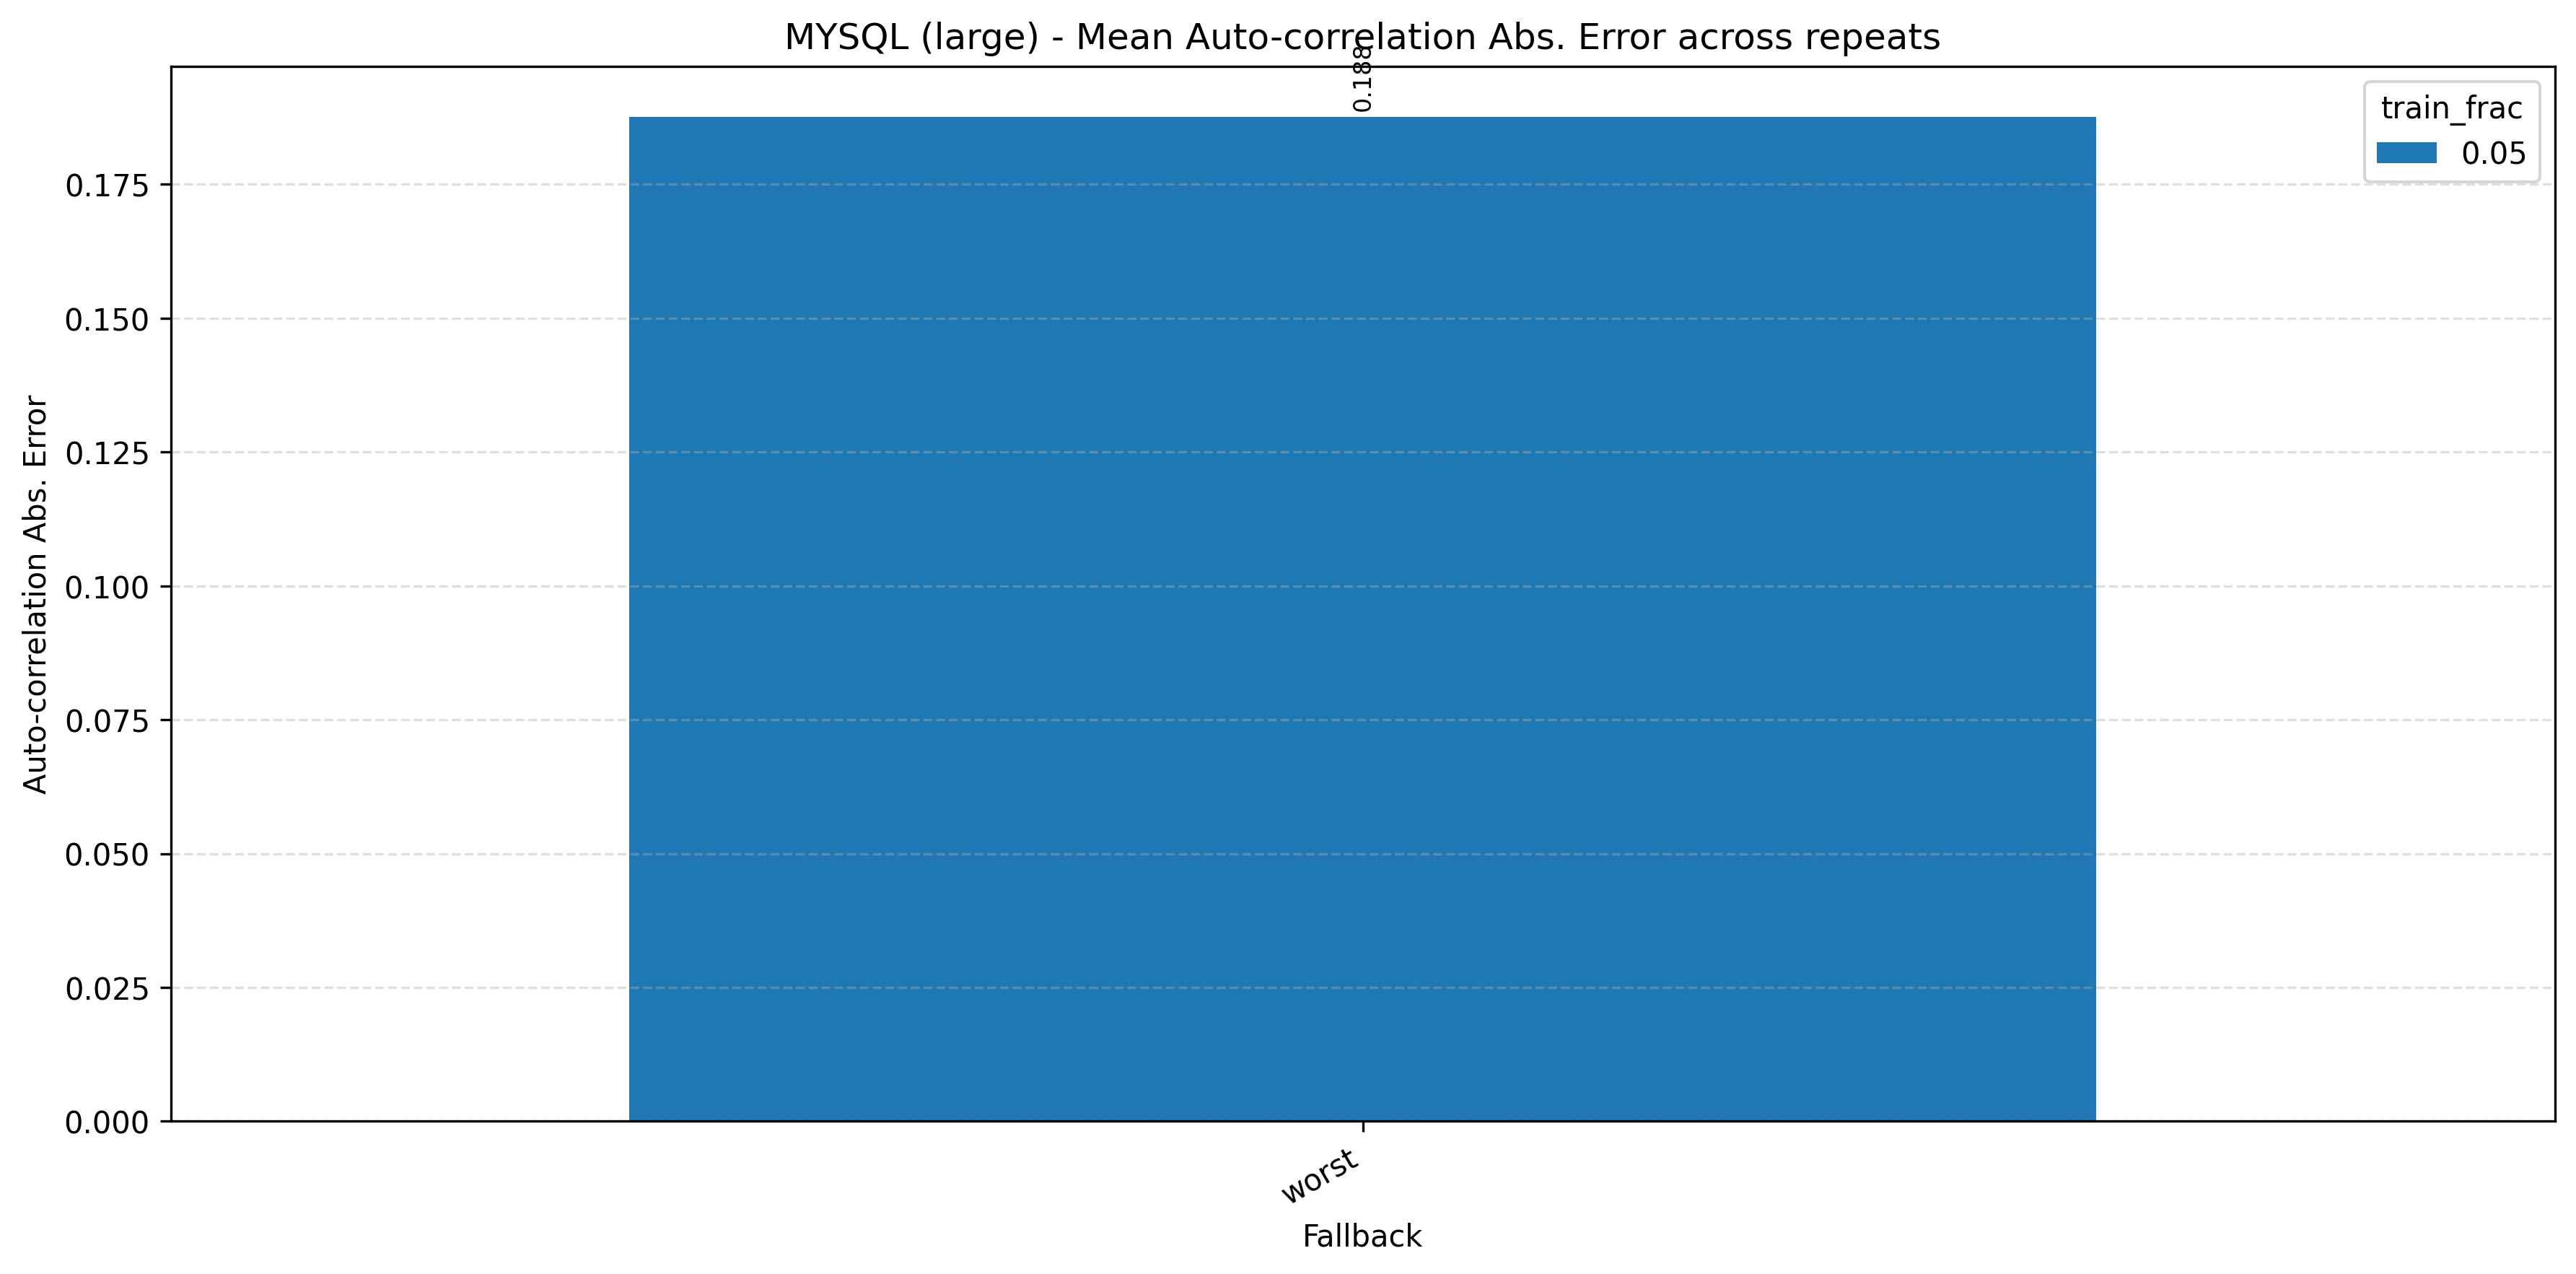 MYSQL (large) - Mean Auto-correlation Abs. Error across repeats
0.188
train_frac
0.05
0.175
0.150
0.125
0.100
0.075
0.050
0.025
0.000
Auto-correlation Abs. Error
worst
Fallback